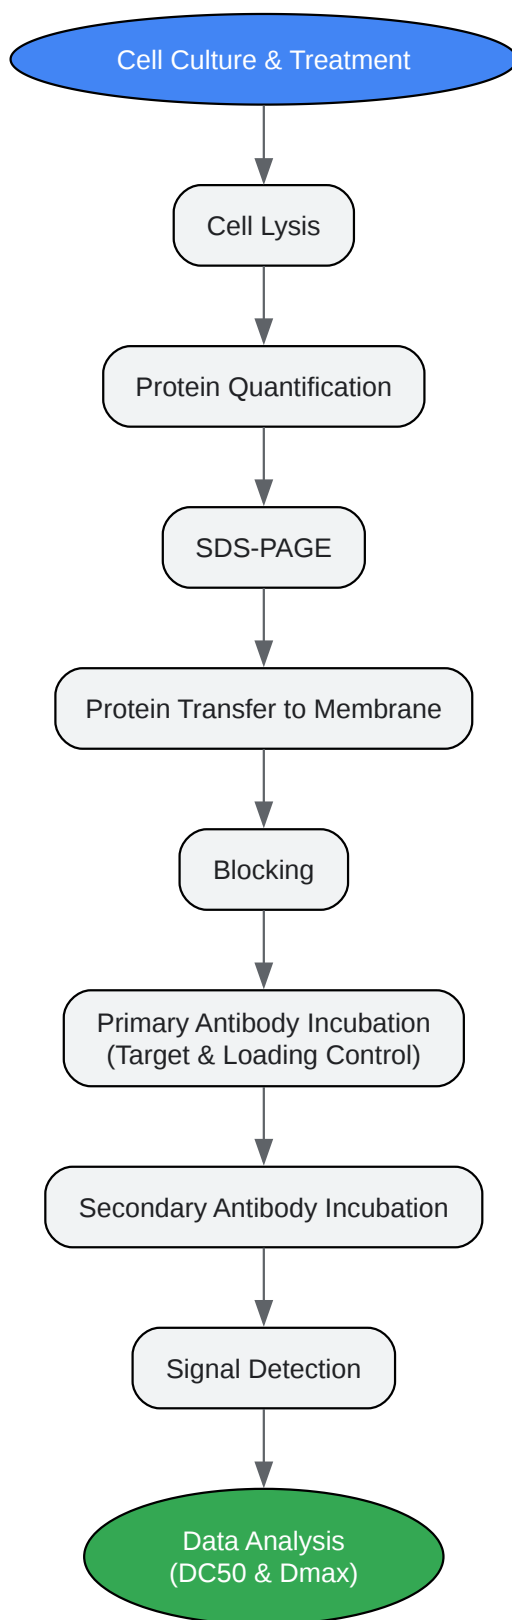 Cell Culture & Treatment
Cell Lysis
Protein Quantification
SDS-PAGE
Protein Transfer to Membrane
Blocking
Primary Antibody Incubation
(Target & Loading Control)
Secondary Antibody Incubation
Signal Detection
Data Analysis
(DC50 & Dmax)